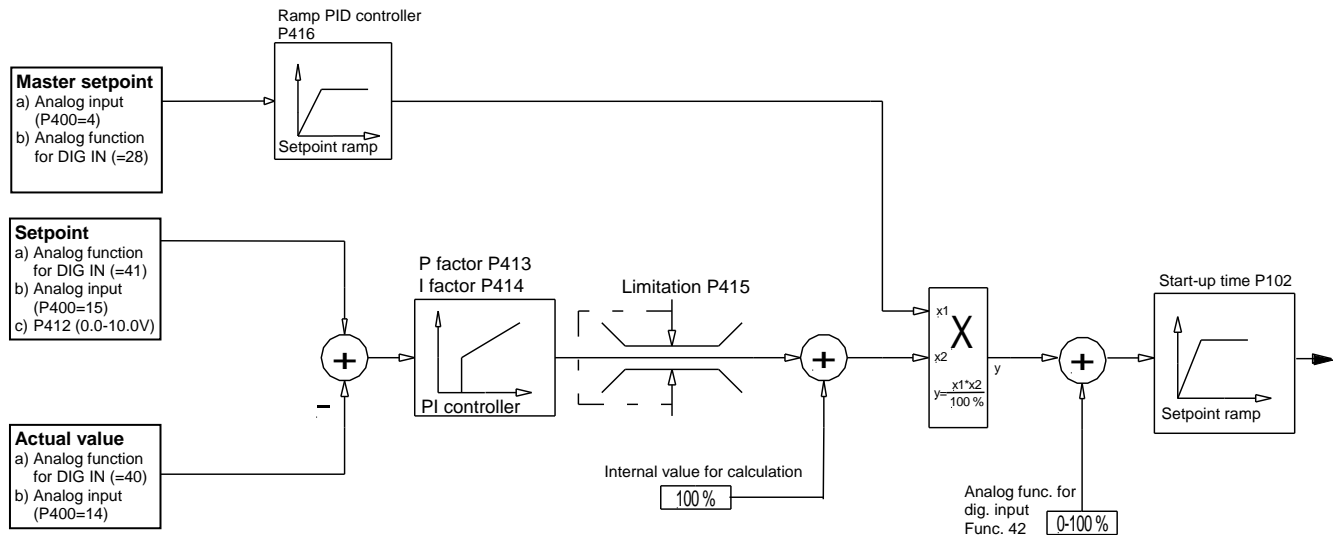 Ramp PID controller
P416
Setpoint ramp
Master setpoint
a) Analog input
(P400=4)
b) Analog function
for DIG IN (=28)
Setpoint
a) Analog function
for DIG IN (=41)
b) Analog input
(P400=15)
c) P412 (0.0-10.0V)
Actual value
a) Analog function
for DIG IN (=40)
b) Analog input
(P400=14)
+
−
P factor P413
I factor P414
PI controller
Limitation P415
+
Internal value for calculation
100 %
x1
X
x2
y=x1*x2
100 %
y
+
Analog func. for
dig. input
Func. 42
0-100 %
Start-up time P102
Setpoint ramp